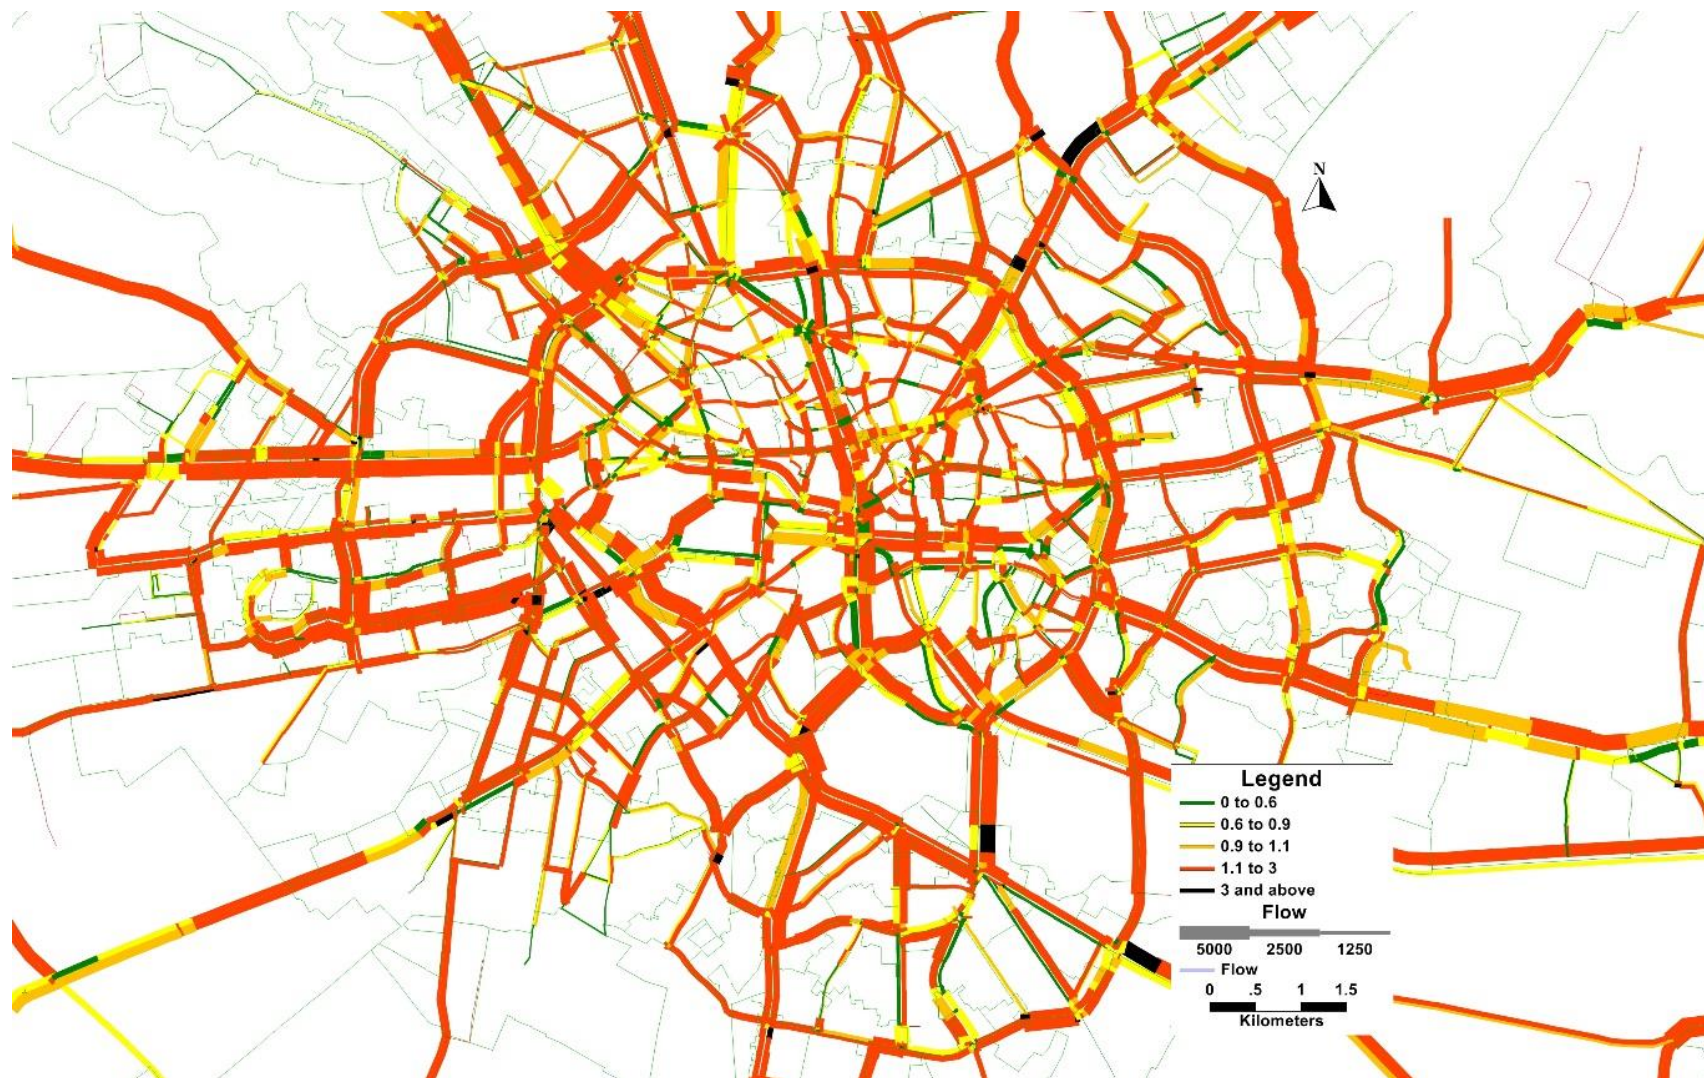 N
Legend
0 to 0.6
0.6 to 0.9
0.9 to 1.1
1.1 to 3
3 and above
Flow
5000 2500 1250
Flow
0 .5 1 1.5
Kilometers